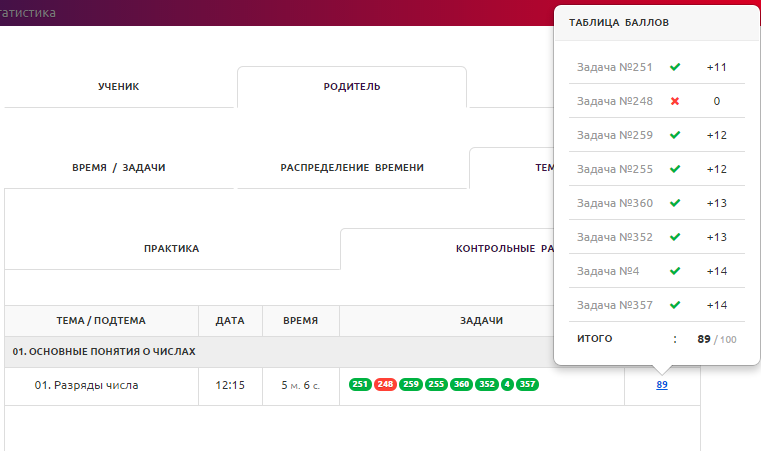 татистика
ТАБЛИЦА БАЛЛОВ
Задача №251 +11
Задача №248 0
Задача №259 +12
Задача №255 +12
Задача №360 +13
Задача №352 +13
Задача №4 +14
Задача №357 +14
ИТОГО : 89 / 100
УЧЕНИК РОДИТЕЛЬ
ВРЕМЯ / ЗАДАЧИ РАСПРЕДЕЛЕНИЕ ВРЕМЕНИ ТЕМ
ПРАКТИКА КОНТРОЛЬНЫЕ РА
ТЕМА / ПОДТЕМА ДАТА ВРЕМЯ ЗАДАЧИ
01. ОСНОВНЫЕ ПОНЯТИЯ О ЧИСЛАХ
01. Разряды числа 12:15 5 м. 6 с. 251 248 259 255 360 352 4 357 89